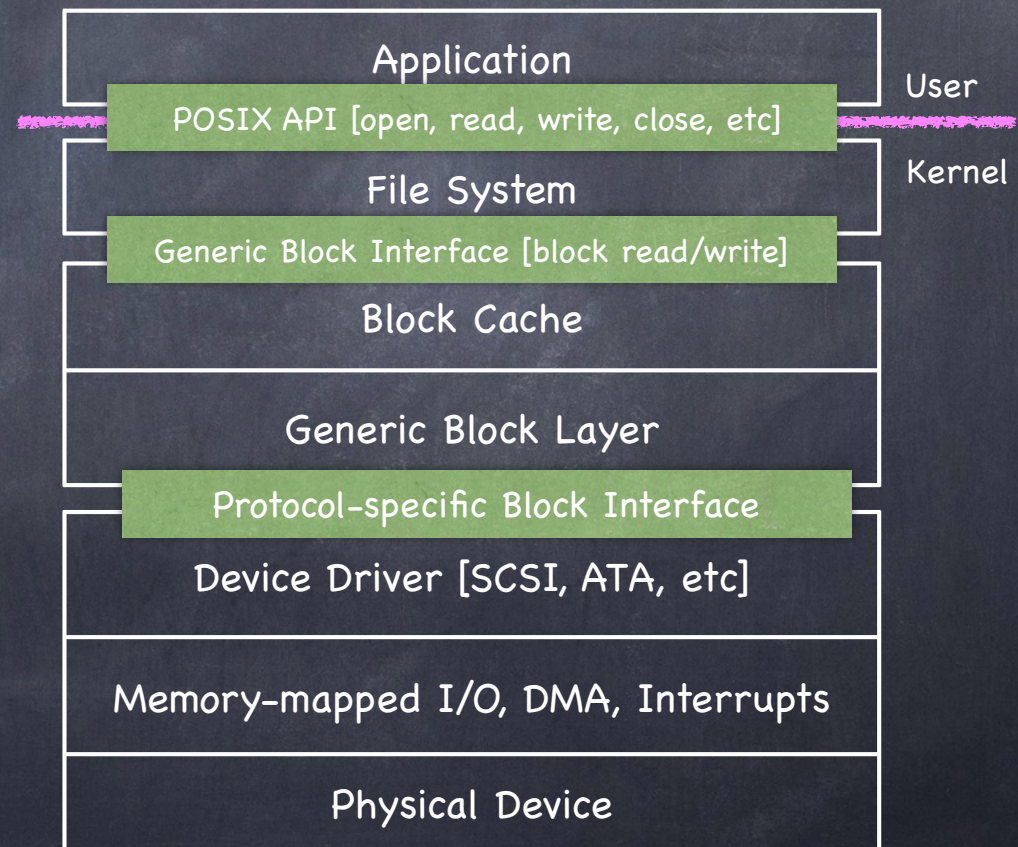 Application
User
POSIX API [open, read, write, close, etc]
Kernel
File System
Generic Block Interface [block read/write]
Block Cache
Generic Block Layer
Protocol-specific Block Interface
Device Driver [SCSI, ATA, etc]
Memory-mapped I/O, DMA, Interrupts
Physical Device